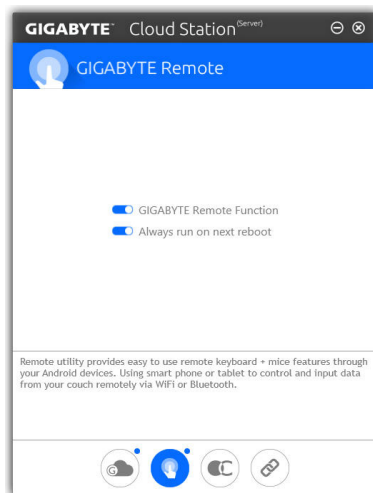 GIGABYTE™ Cloud Station (Server)
GIGABYTE Remote
GIGABYTE Remote Function
Always run on next reboot
Remote utility provides easy to use remote keyboard + mice features through
your Android devices. Using smart phone or tablet to control and input data
from your couch remotely via WiFi or Bluetooth.
G